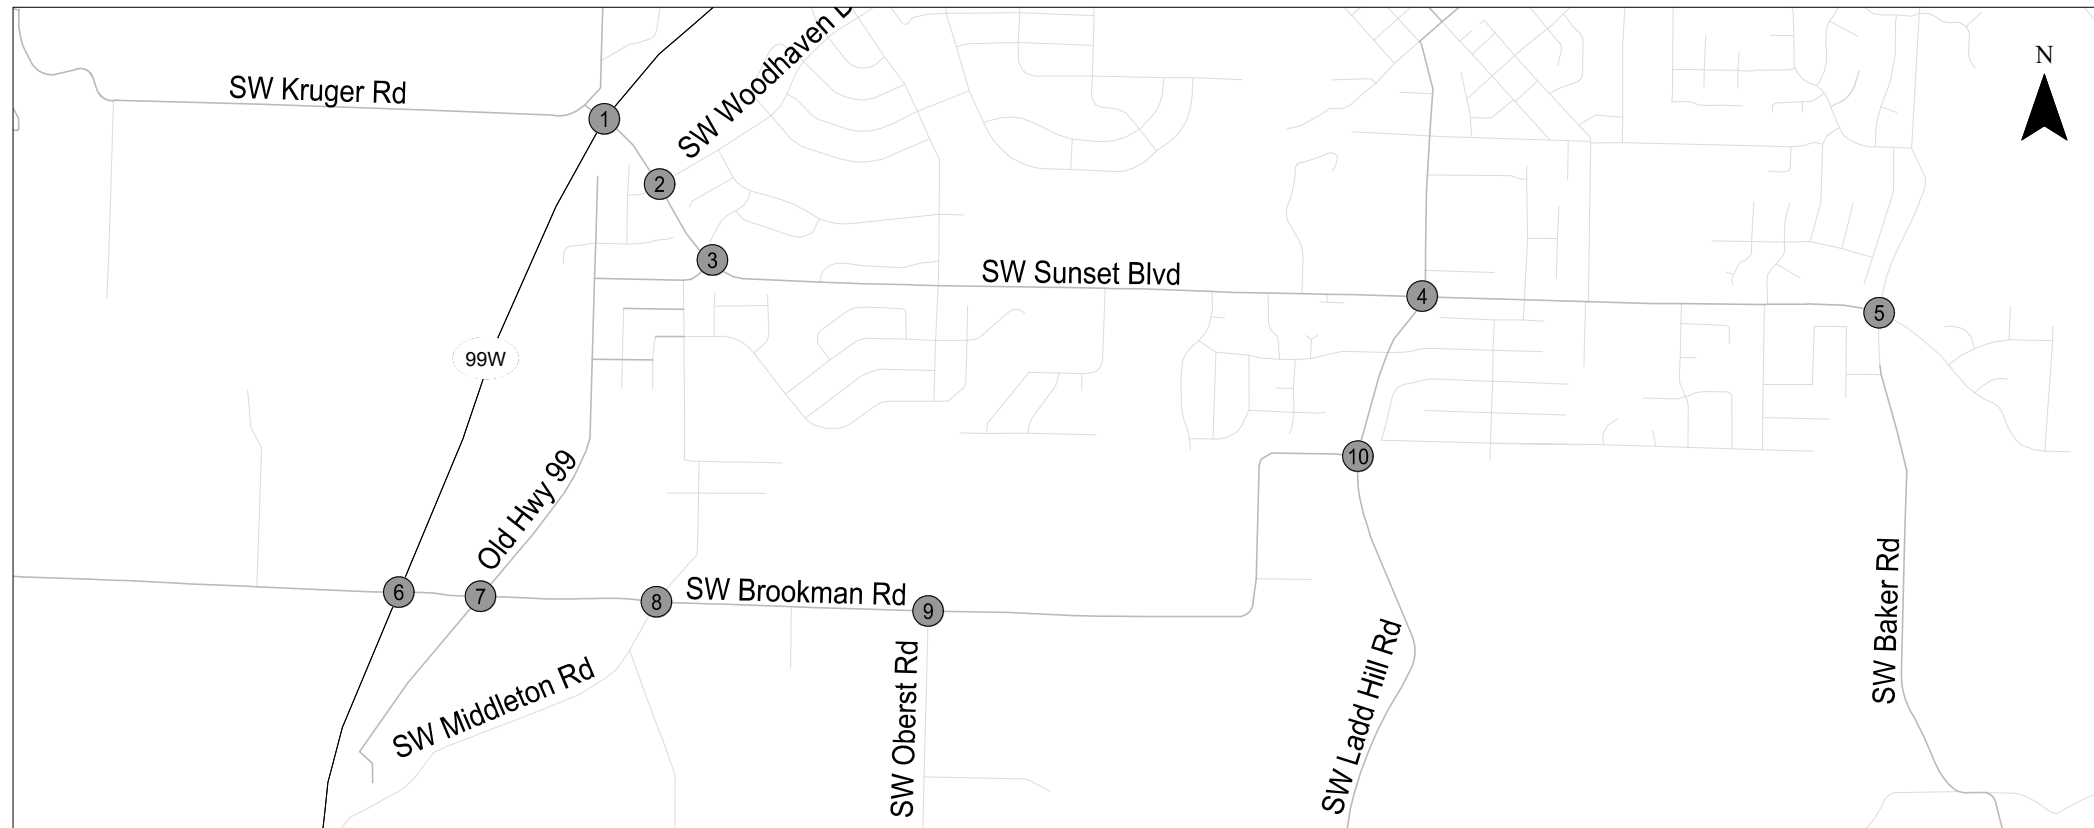 N
SW Kruger Rd
SW Woodhaven D
1
2
3
SW Sunset Blvd
4
5
99W
Old Hwy 99
10
6
7
8
SW Brookman Rd
9
SW Middleton Rd
SW Oberst Rd
SW Ladd Hill Rd
SW Baker Rd